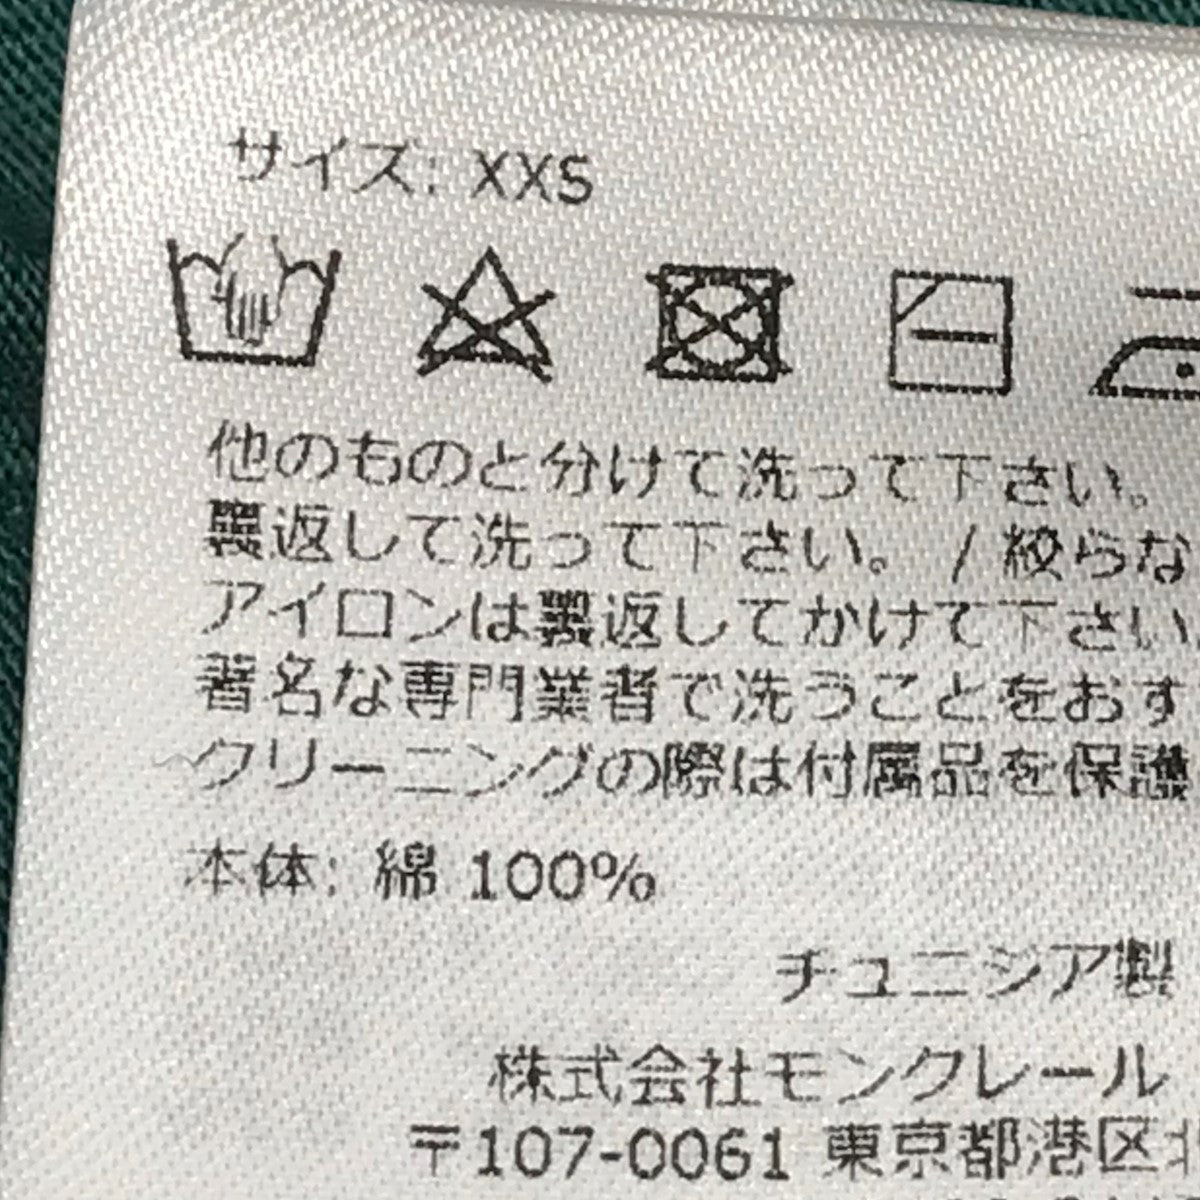 サイズ: XXS
他のものと分けて洗って下さい。
裏返して洗って下さい。 / 絞らな
アイロンは裏返してかけて下さい
著名な専門業者で洗うことをおす
クリーニングの際は付属品を保護
本体: 綿 100%
チュニジア製
株式会社モンクレール
〒107-0061 東京都港区北